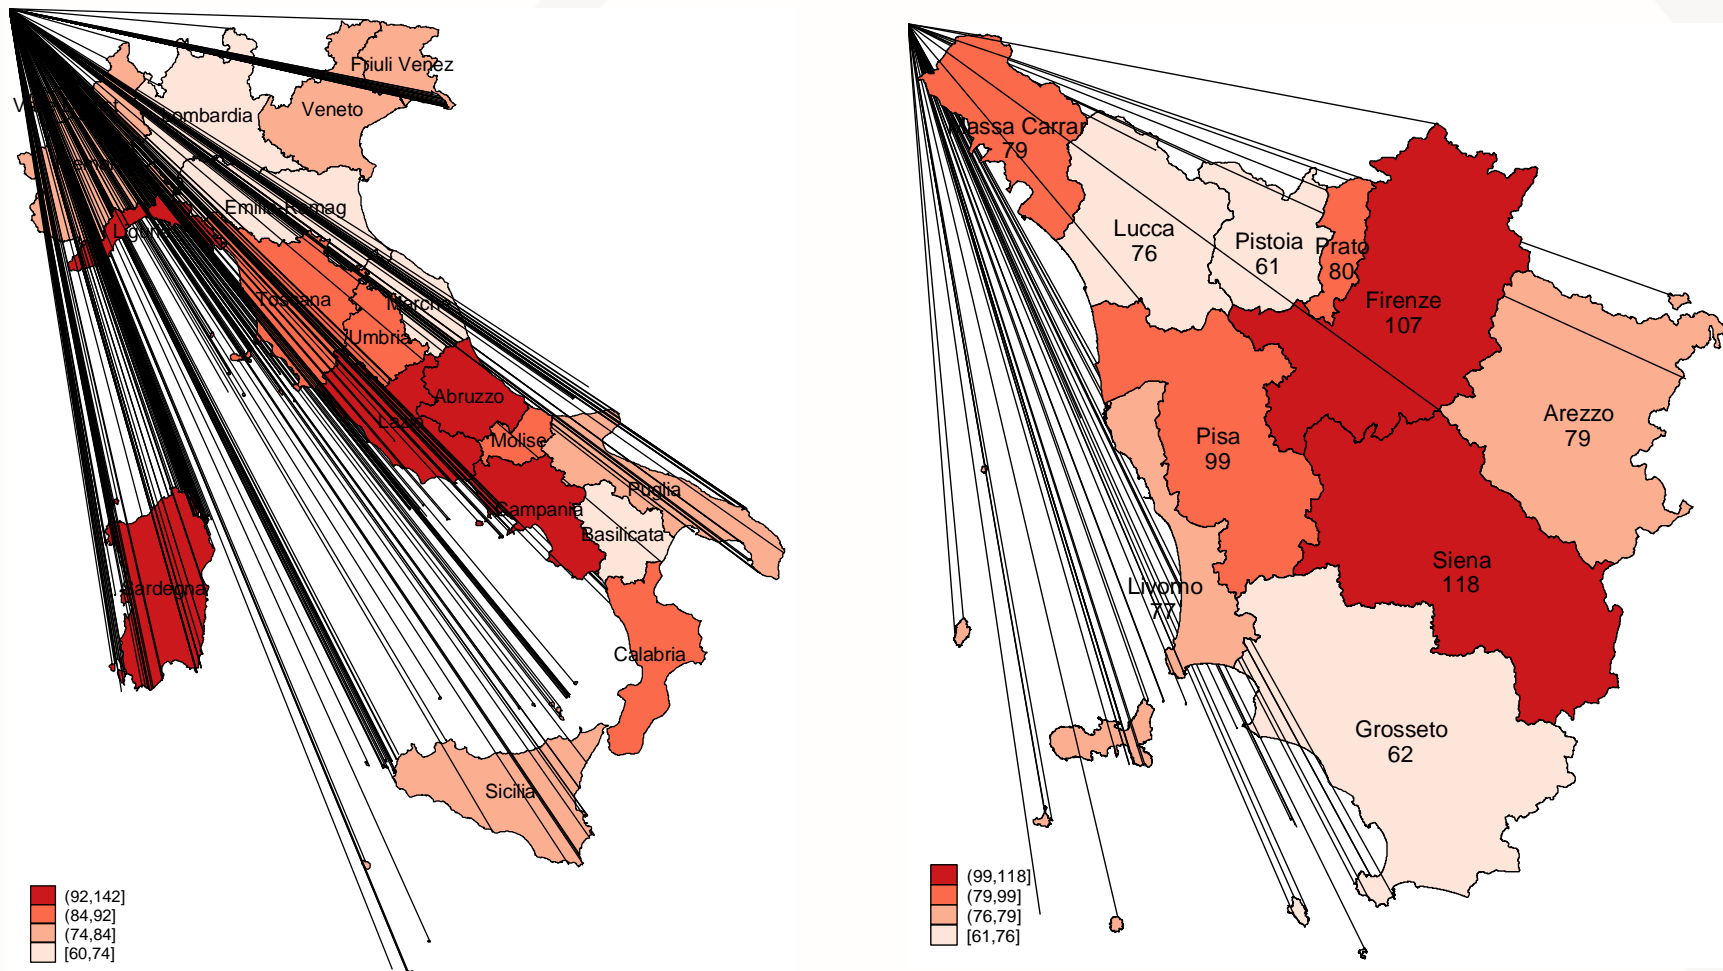 Friuli Venez
Lombardia
Veneto
Emilia Romag
Toscana
Marche
Umbria
Abruzzo
Lazio
Molise
Puglia
Campania
Basilicata
Sardegna
Calabria
Sicilia
(92,142]
(84,92]
(74,84]
[60,74]
Massa Carrar
79
Lucca
76
Pistoia
61
Prato
80
Firenze
107
Arezzo
79
Pisa
99
Siena
118
Livorno
77
Grosseto
62
(99,118]
(79,99]
(76,79]
[61,76]